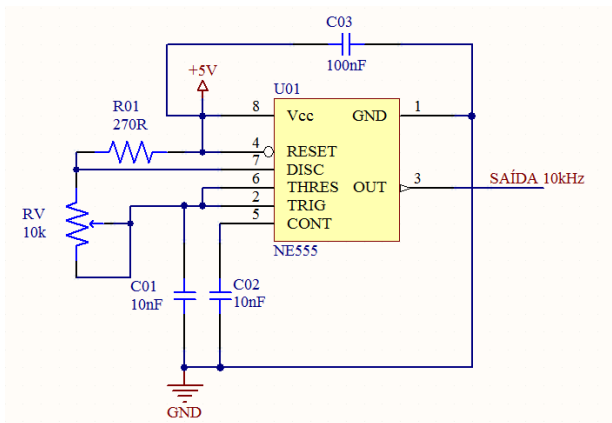 C03
100nF
+5V
U01
R01
270R
8
Vcc
GND
1
4
RESET
7
DISC
6
THRES
OUT
3
SAÍDA 10kHz
2
TRIG
5
CONT
RV
10k
NE555
C01
10nF
C02
10nF
GND